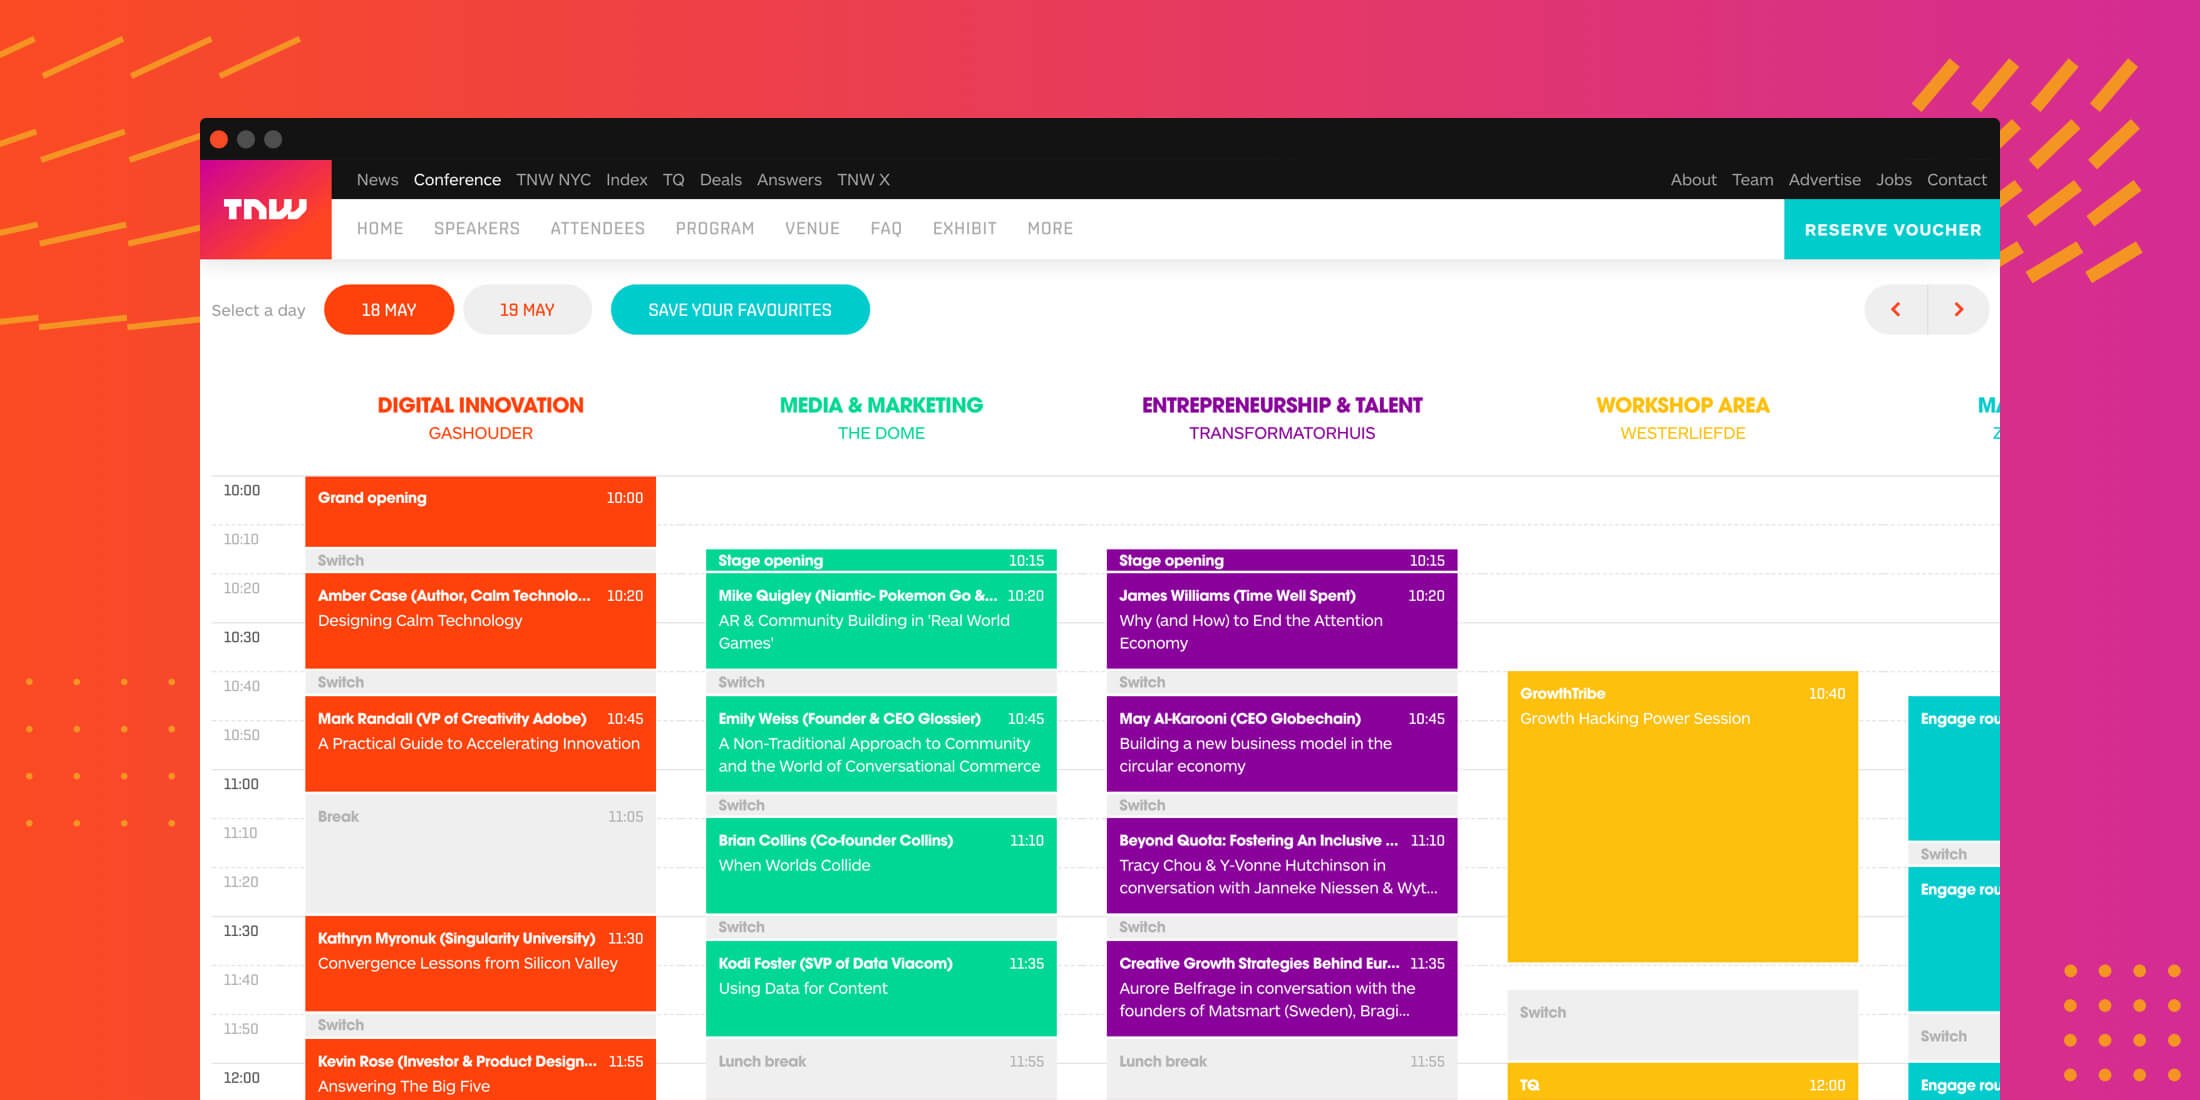 News Conference TNW NYC Index TQ Deals Answers TNW X
About Team Advertise Jobs Contact
TNW
HOME SPEAKERS ATTENDEES PROGRAM VENUE FAQ EXHIBIT MORE
RESERVE VOUCHER
Select a day
18 MAY
19 MAY
SAVE YOUR FAVOURITES
DIGITAL INNOVATION
GASHOUDER
MEDIA & MARKETING
THE DOME
ENTREPRENEURSHIP & TALENT
TRANSFORMATORHUIS
WORKSHOP AREA
WESTERLIEFDE
MA
Z
10:00
10:10
10:20
10:30
10:40
10:50
11:00
11:10
11:20
11:30
11:40
11:50
12:00
Grand opening 10:00
Switch
Amber Case (Author, Calm Technolo... 10:20
Designing Calm Technology
Switch
Mark Randall (VP of Creativity Adobe) 10:45
A Practical Guide to Accelerating Innovation
Break 11:05
Kathryn Myronuk (Singularity University) 11:30
Convergence Lessons from Silicon Valley
Switch
Kevin Rose (Investor & Product Design... 11:55
Answering The Big Five
Stage opening 10:15
Mike Quigley (Niantic- Pokemon Go &... 10:20
AR & Community Building in 'Real World
Games'
Switch
Emily Weiss (Founder & CEO Glossier) 10:45
A Non-Traditional Approach to Community
and the World of Conversational Commerce
Switch
Brian Collins (Co-founder Collins) 11:10
When Worlds Collide
Switch
Kodi Foster (SVP of Data Viacom) 11:35
Using Data for Content
Lunch break 11:55
Stage opening 10:15
James Williams (Time Well Spent) 10:20
Why (and How) to End the Attention
Economy
Switch
May Al-Karooni (CEO Globechain) 10:45
Building a new business model in the
circular economy
Switch
Beyond Quota: Fostering An Inclusive ... 11:10
Tracy Chou & Y-Vonne Hutchinson in
conversation with Janneke Niessen & Wyt...
Switch
Creative Growth Strategies Behind Eur... 11:35
Aurore Belfrage in conversation with the
founders of Matsmart (Sweden), Bragi...
Lunch break 11:55
GrowthTribe 10:40
Growth Hacking Power Session
Switch
TQ 12:00
Engage rou
Switch
Engage rou
Switch
Engage rou